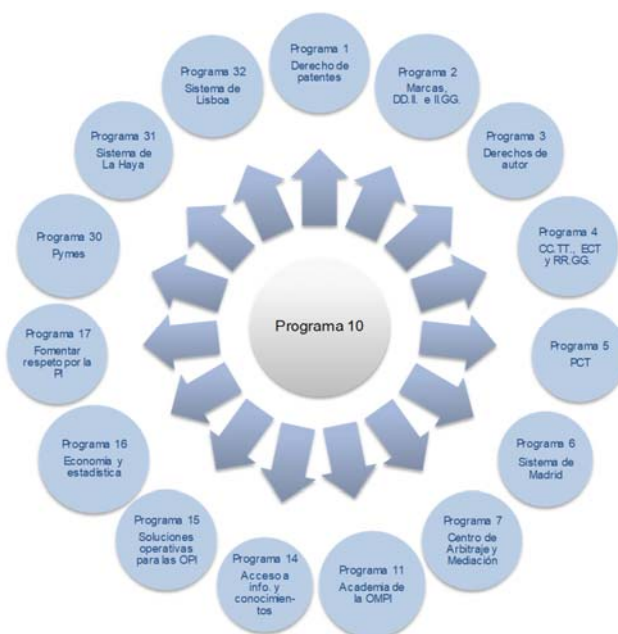 Programa 1
Derecho de
patentes
Programa 2
Marcas,
DD.II. e II.GG.
Programa 3
Derechos de
autor
Programa 4
CC.TT., ECT
y RR.GG.
Programa 5
PCT
Programa 6
Sistema de
Madrid
Programa 7
Centro de
Arbitraje y
Mediación
Programa 11
Academia de
la OMPI
Programa 14
Acceso a
info. y
conocimien-
tos
Programa 15
Soluciones
operativas
para las OPI
Programa 16
Economía y
estadística
Programa 17
Fomentar
respeto por la
PI
Programa 30
Pymes
Programa 31
Sistema de
La Haya
Programa 32
Sistema de
Lisboa
Programa 10